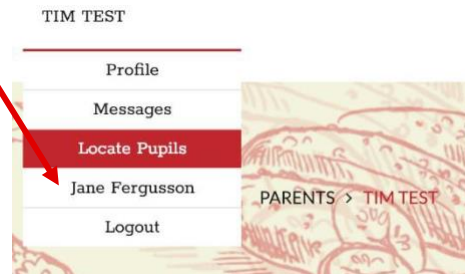 TIM TEST
Profile
Messages
Locate Pupils
Jane Fergusson
Logout
PARENTS > TIM TEST